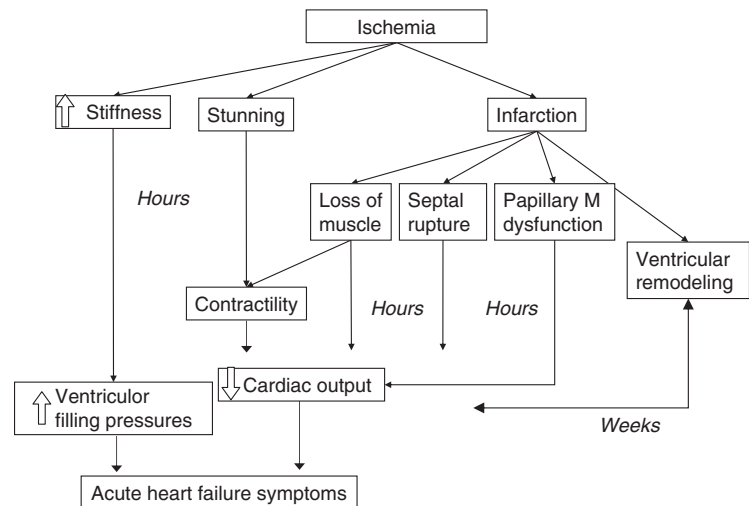 Ischemia
Stiffness
Stunning
Infarction
Hours
Loss of
muscle
Septal
rupture
Papillary M
dysfunction
Ventricular
remodeling
Contractility
Hours
Hours
Cardiac output
Ventriculor
filling pressures
Weeks
Acute heart failure symptoms